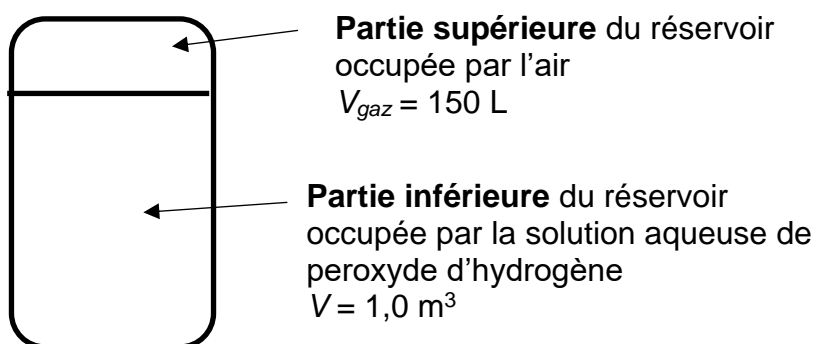 Partie supérieure du réservoir
occupée par l’air
Vgaz = 150 L
Partie inférieure du réservoir
occupée par la solution aqueuse de
peroxyde d’hydrogène
V = 1,0 m³